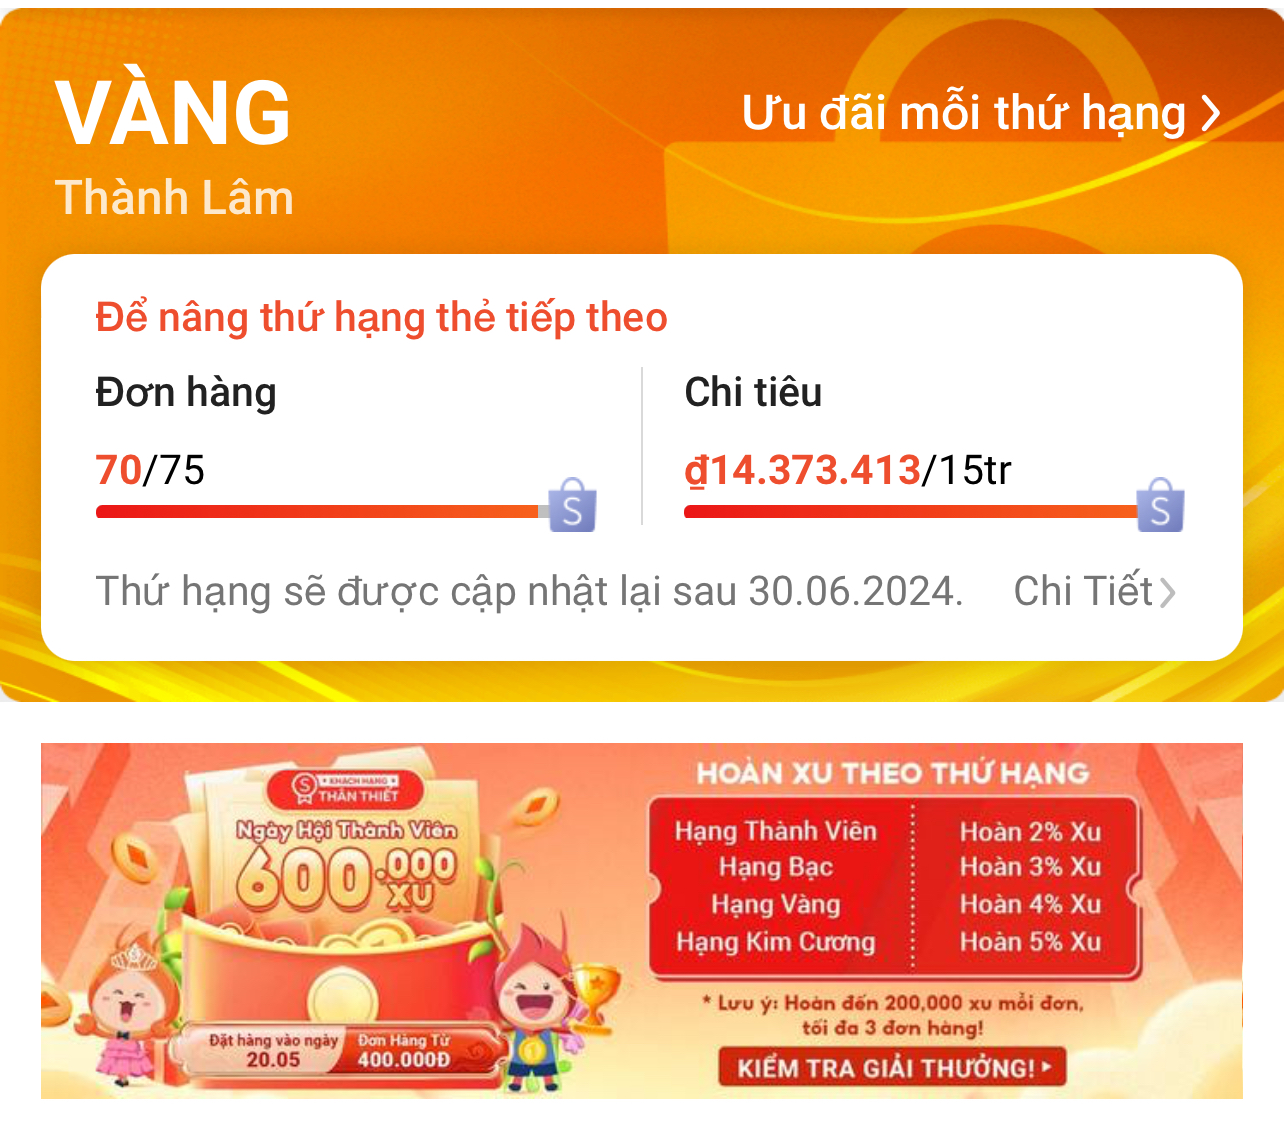 VÀNG
Ưu đãi mỗi thứ hạng
Thành Lâm
Để nâng thứ hạng thẻ tiếp theo
Đơn hàng
70/75
Chi tiêu
₫14.373.413/15tr
S
S
Thứ hạng sẽ được cập nhật lại sau 30.06.2024.
Chi Tiết
S
KHÁCH HÀNG
THÂN THIẾT
Ngày Hội Thành Viên
600.000
XU
Đặt hàng vào ngày
20.05
Đơn Hàng Từ
400.000Đ
HOÀN XU THEO THỨ HẠNG
Hạng Thành Viên Hoàn 2% Xu
Hạng Bạc Hoàn 3% Xu
Hạng Vàng Hoàn 4% Xu
Hạng Kim Cương Hoàn 5% Xu
* Lưu ý: Hoàn đến 200,000 xu mỗi đơn,
tối đa 3 đơn hàng!
KIỂM TRA GIẢI THƯỞNG!